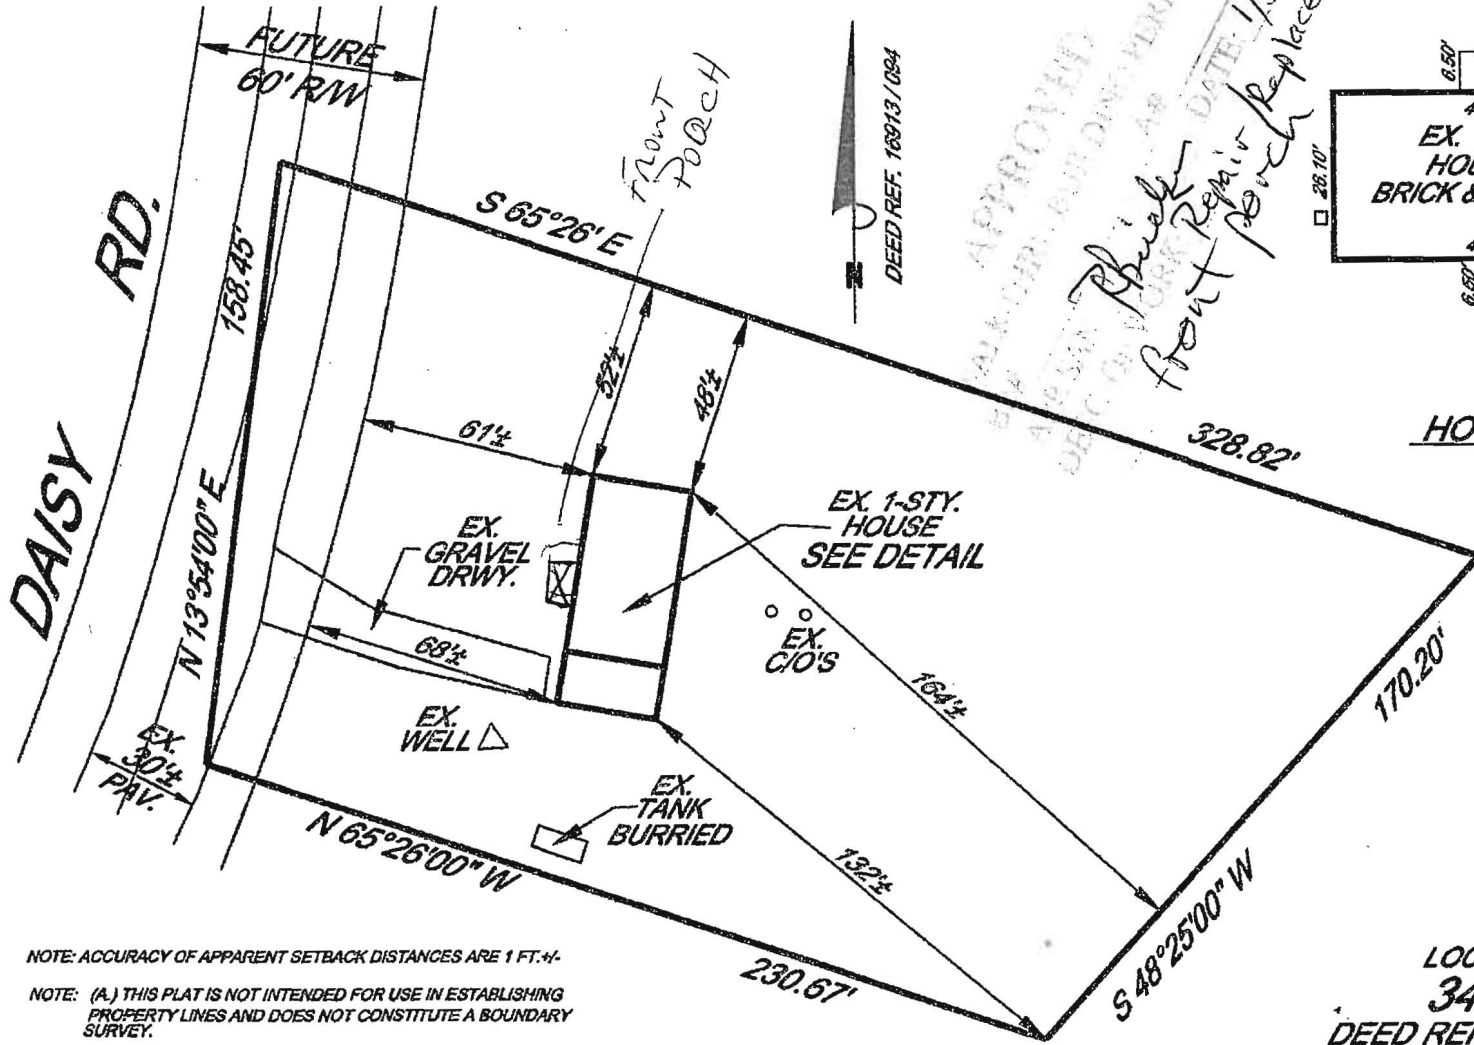 FUTURE
60' R/W
FRONT
PORCH
DEED REF. 16913 / 094
N
APPROVED
DATE
Repair / Replace
front porch
6.50'
26.10'
EX.
HOU
BRICK &
6.60'
HO
DAISY RD.
158.45'
N 13°54'00" E
S 65°26' E
328.82'
52'±
48'±
61'±
EX.
GRAVEL
DRWY.
EX. 1-STY.
HOUSE
SEE DETAIL
68'±
EX.
C/O'S
164'±
170.20'
EX.
WELL
EX.
30'±
PAV.
EX.
TANK
BURRIED
132'±
N 65°26'00" W
230.67'
S 48°25'00" W
NOTE: ACCURACY OF APPARENT SETBACK DISTANCES ARE 1 FT.+/-
NOTE: (A.) THIS PLAT IS NOT INTENDED FOR USE IN ESTABLISHING
PROPERTY LINES AND DOES NOT CONSTITUTE A BOUNDARY
SURVEY.
LOC
34
DEED REF